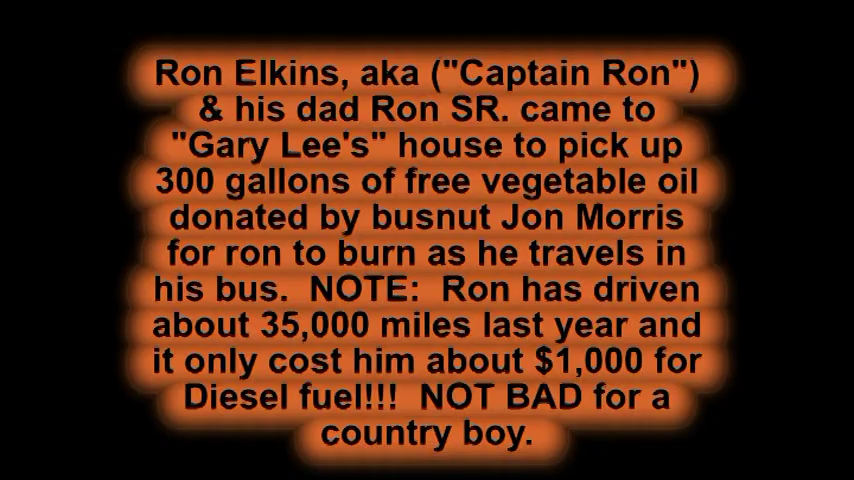 Ron Elkins, aka ("Captain Ron")
& his dad Ron SR. came to
"Gary Lee's" house to pick up
300 gallons of free vegetable oil
donated by busnut Jon Morris
for ron to burn as he travels in
his bus.  NOTE:  Ron has driven
about 35,000 miles last year and
it only cost him about $1,000 for
Diesel fuel!!!  NOT BAD for a
country boy.